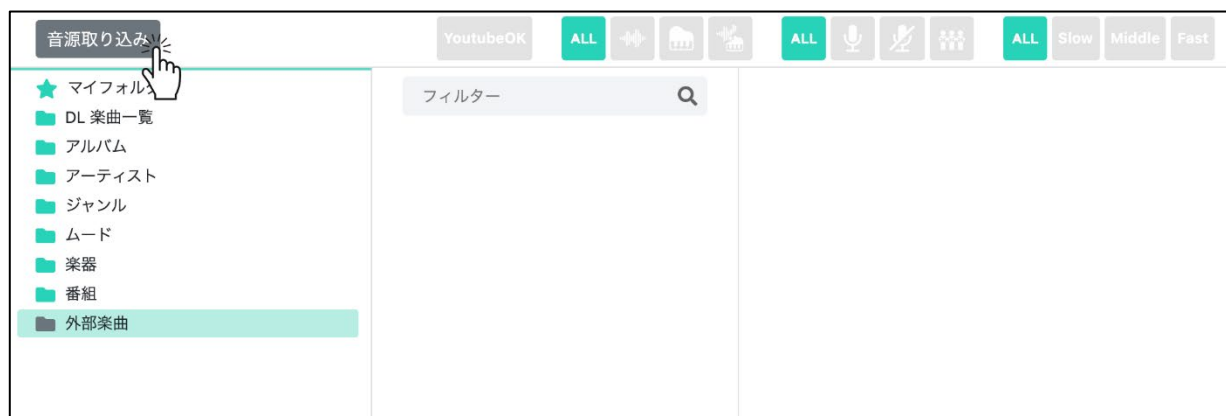 音源取り込み
YoutubeOK ALL ALL ALL Slow Middle Fast
マイフォル
フィルター
DL 楽曲一覧
アルバム
アーティスト
ジャンル
ムード
楽器
番組
外部楽曲